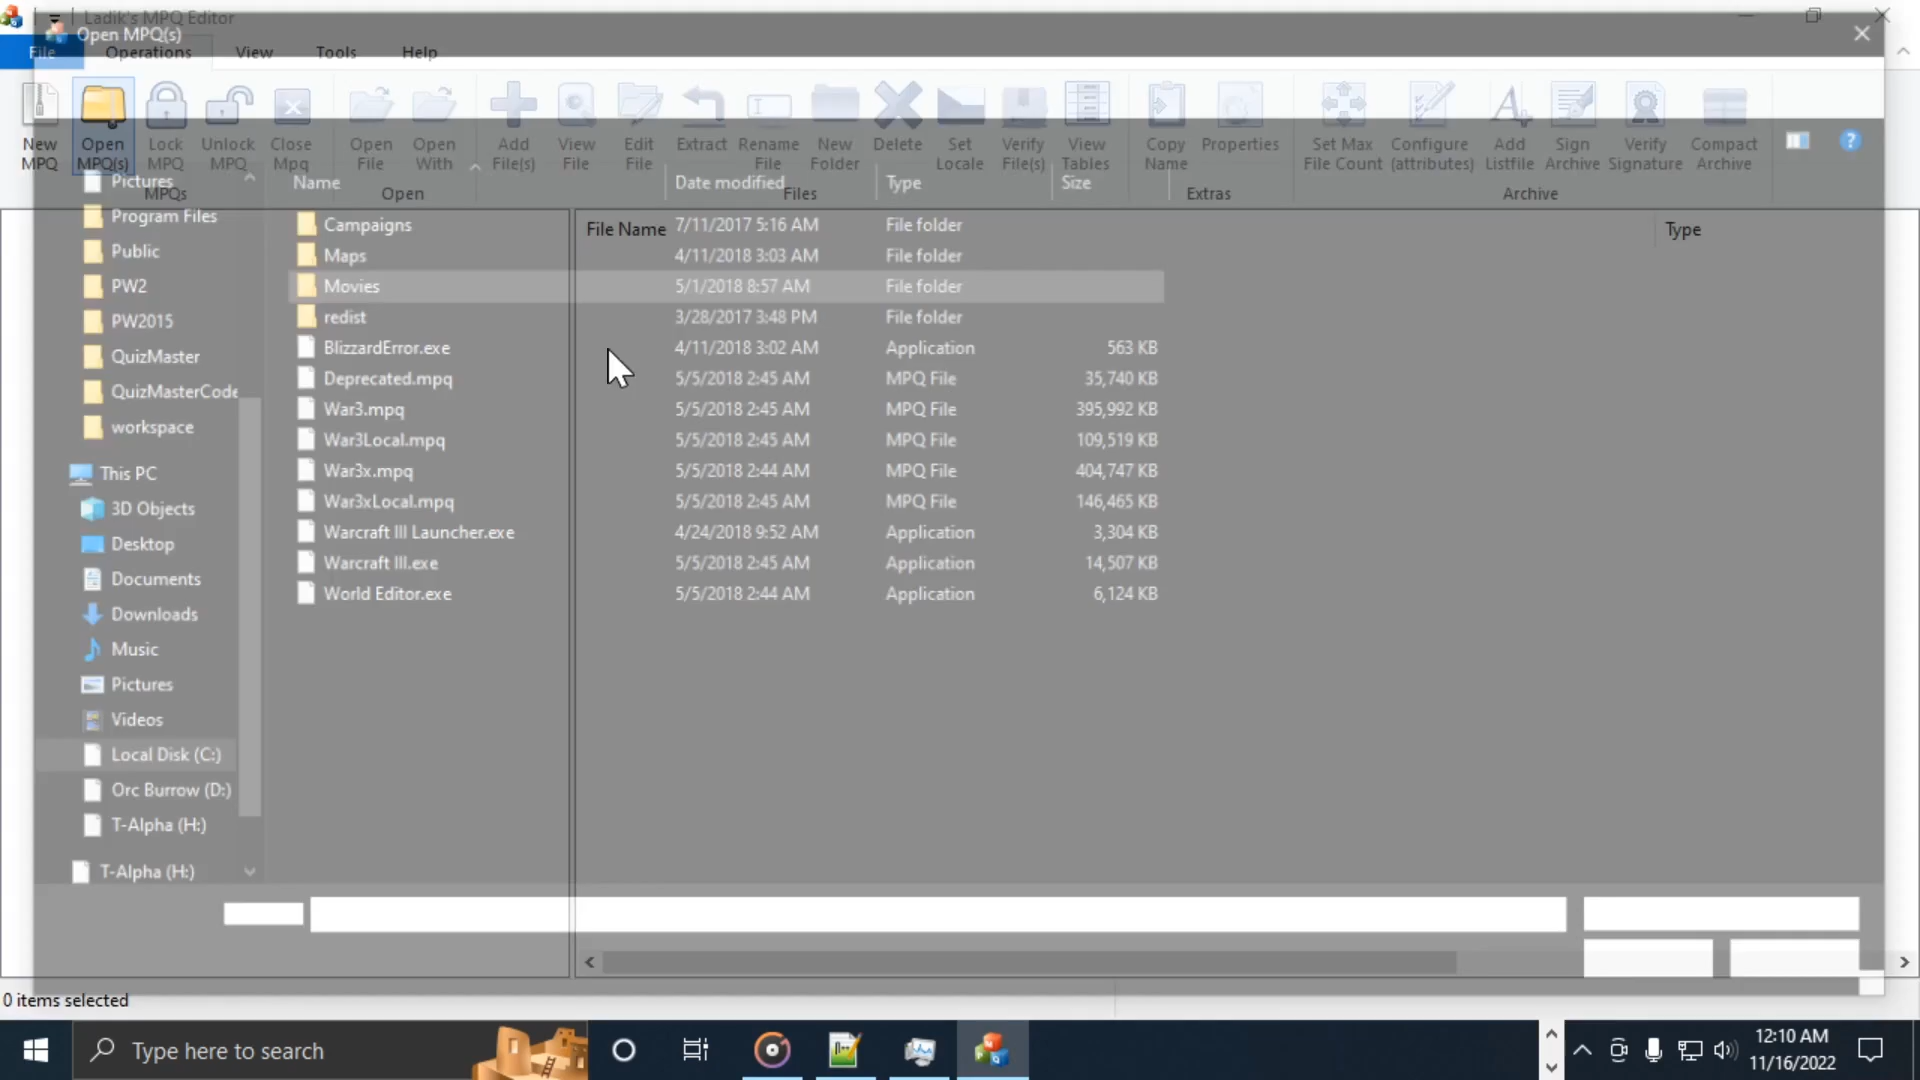 Ladik's MPQ Editor
Open MPQ(s)
File Operations View Tools Help
New MPQ
Open MPQ(s)
Lock MPQ
Unlock MPQ
Close Mpq
Open File
Open With
Add File(s)
View File
Edit File
Extract
Rename File
New Folder
Delete
Set Locale
Verify File(s)
View Tables
Copy Name
Properties
Set Max File Count
Configure (attributes)
Add Listfile
Sign Archive
Verify Signature
Compact Archive
MPQs Open Files Extras Archive
Name Date modified Type Size
File Name Type
Pictures
Program Files
Public
PW2
PW2015
QuizMaster
QuizMasterCode
workspace
This PC
3D Objects
Desktop
Documents
Downloads
Music
Pictures
Videos
Local Disk (C:)
Orc Burrow (D:)
T-Alpha (H:)
T-Alpha (H:)
Campaigns 7/11/2017 5:16 AM File folder
Maps 4/11/2018 3:03 AM File folder
Movies 5/1/2018 8:57 AM File folder
redist 3/28/2017 3:48 PM File folder
BlizzardError.exe 4/11/2018 3:02 AM Application 563 KB
Deprecated.mpq 5/5/2018 2:45 AM MPQ File 35,740 KB
War3.mpq 5/5/2018 2:45 AM MPQ File 395,992 KB
War3Local.mpq 5/5/2018 2:45 AM MPQ File 109,519 KB
War3x.mpq 5/5/2018 2:44 AM MPQ File 404,747 KB
War3xLocal.mpq 5/5/2018 2:45 AM MPQ File 146,465 KB
Warcraft III Launcher.exe 4/24/2018 9:52 AM Application 3,304 KB
Warcraft III.exe 5/5/2018 2:45 AM Application 14,507 KB
World Editor.exe 5/5/2018 2:44 AM Application 6,124 KB
0 items selected
Type here to search
12:10 AM
11/16/2022